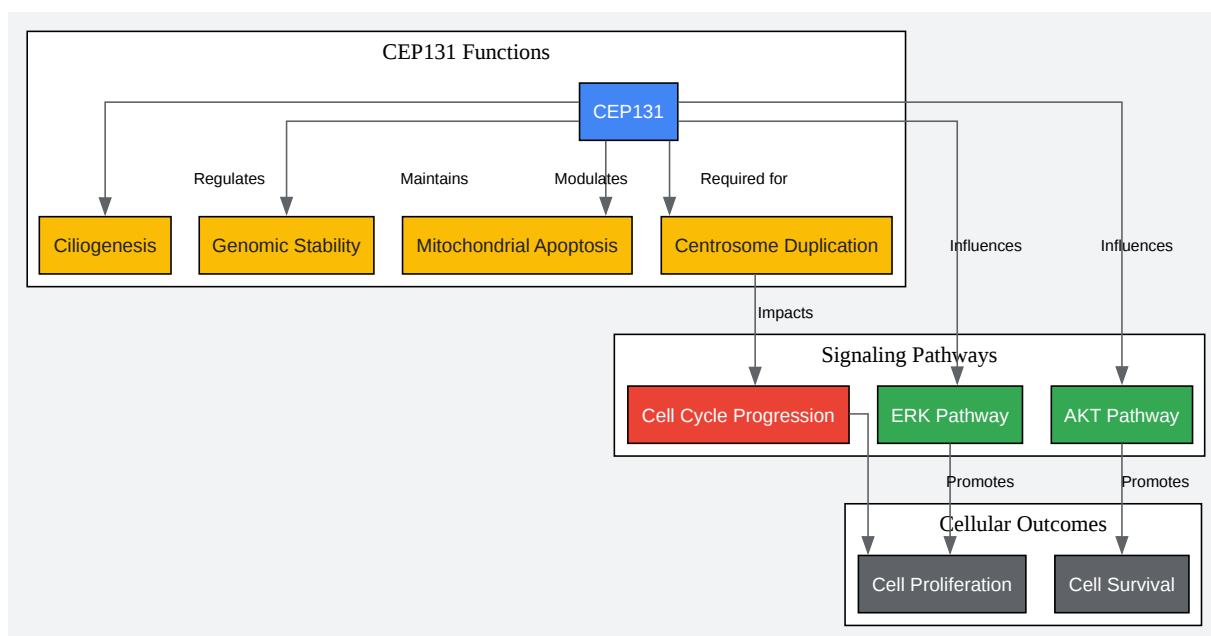 CEP131 Functions
CEP131
Regulates
Maintains
Modulates
Required for
Ciliogenesis
Genomic Stability
Mitochondrial Apoptosis
Centrosome Duplication
Influences
Influences
Impacts
Signaling Pathways
Cell Cycle Progression
ERK Pathway
AKT Pathway
Promotes
Promotes
Cellular Outcomes
Cell Proliferation
Cell Survival